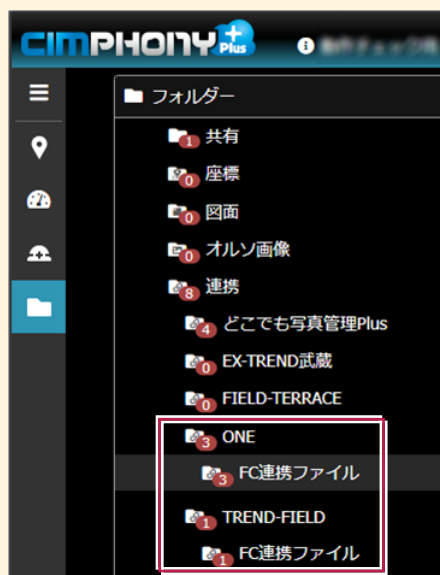 CIMPHONY Plus
フォルダー
1 共有
0 座標
0 図面
0 オルソ画像
8 連携
4 どこでも写真管理Plus
0 EX-TREND武蔵
0 FIELD-TERRACE
3 ONE
3 FC連携ファイル
1 TREND-FIELD
1 FC連携ファイル